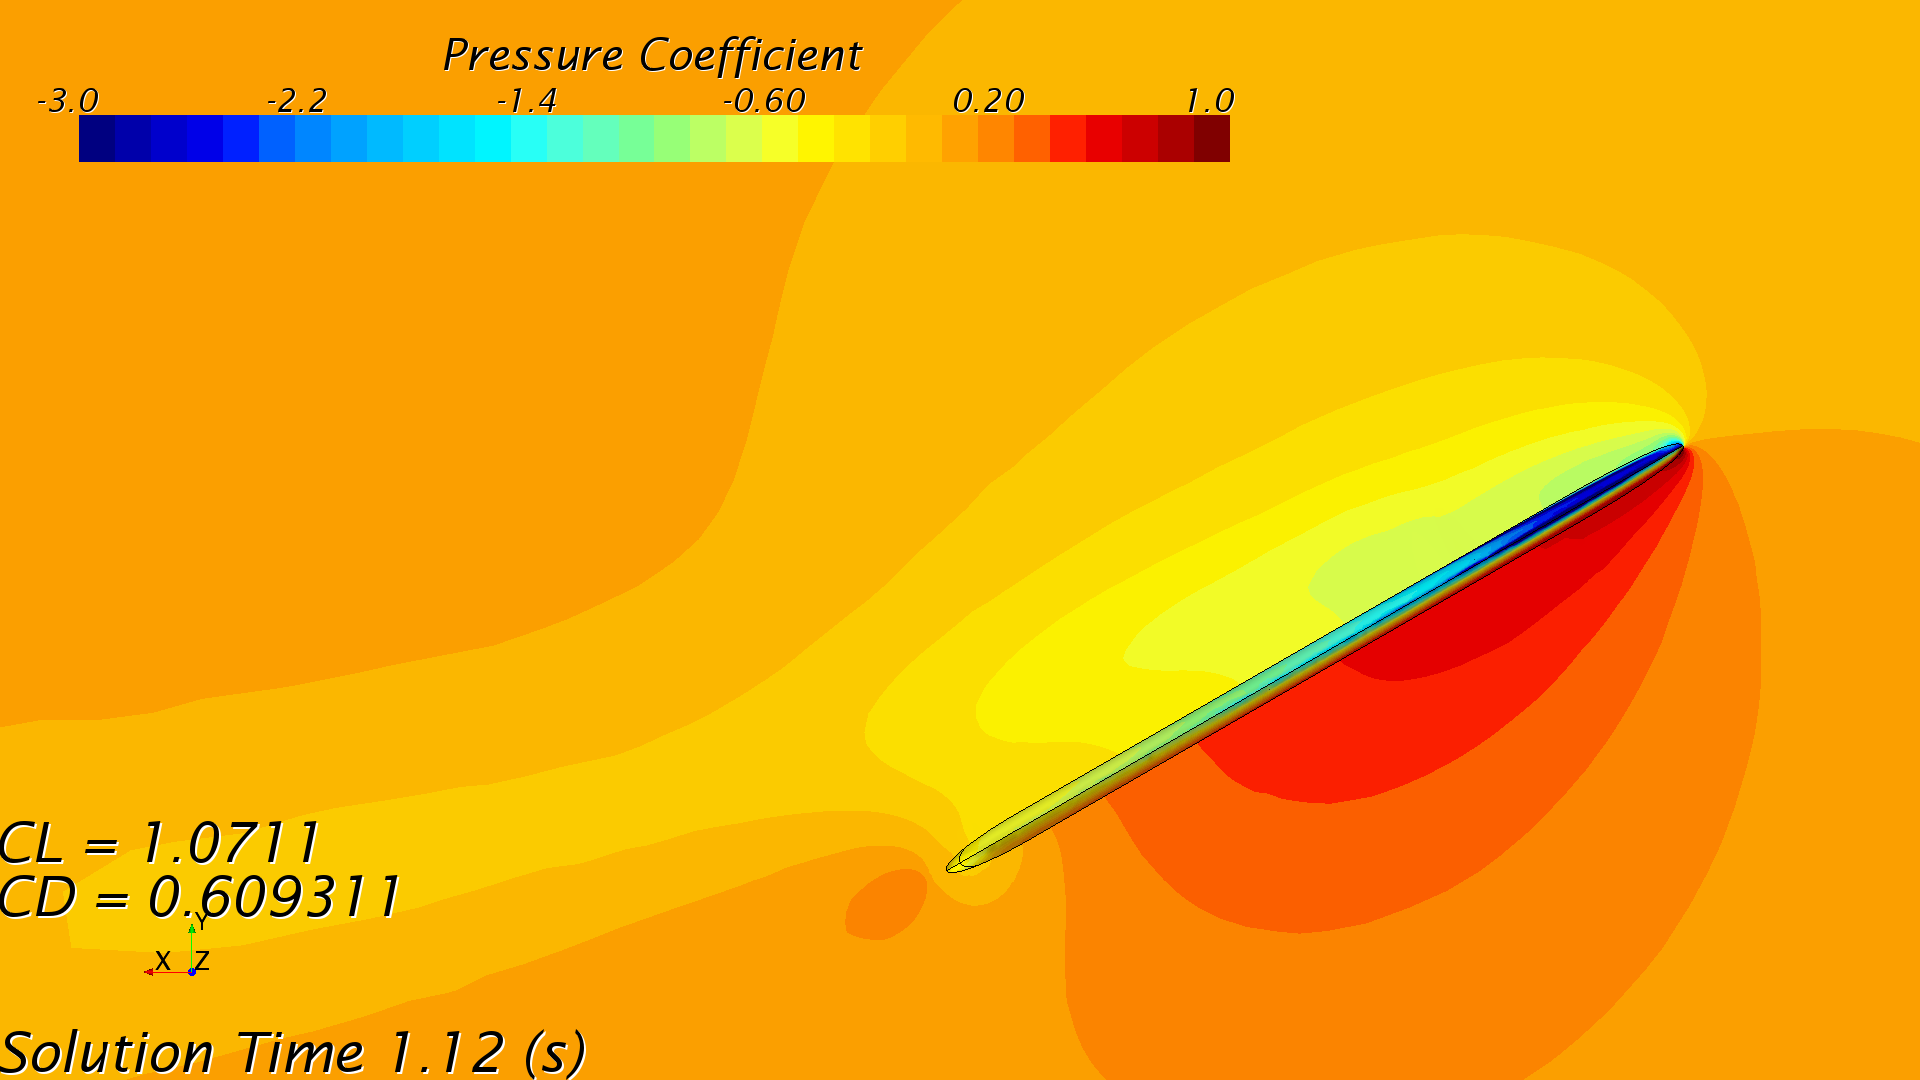 Pressure Coefficient
-3.0 -2.2 -1.4 -0.60 0.20 1.0
CL = 1.0711
CD = 0.609311
Y
X Z
Solution Time 1.12 (s)